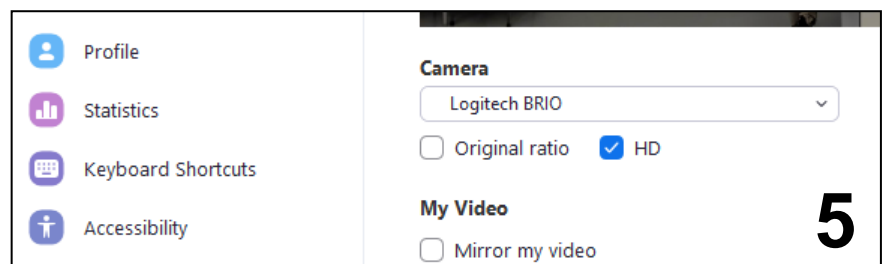 Profile
Statistics
Keyboard Shortcuts
Accessibility
Camera
Logitech BRIO
Original ratio HD
My Video
Mirror my video
5